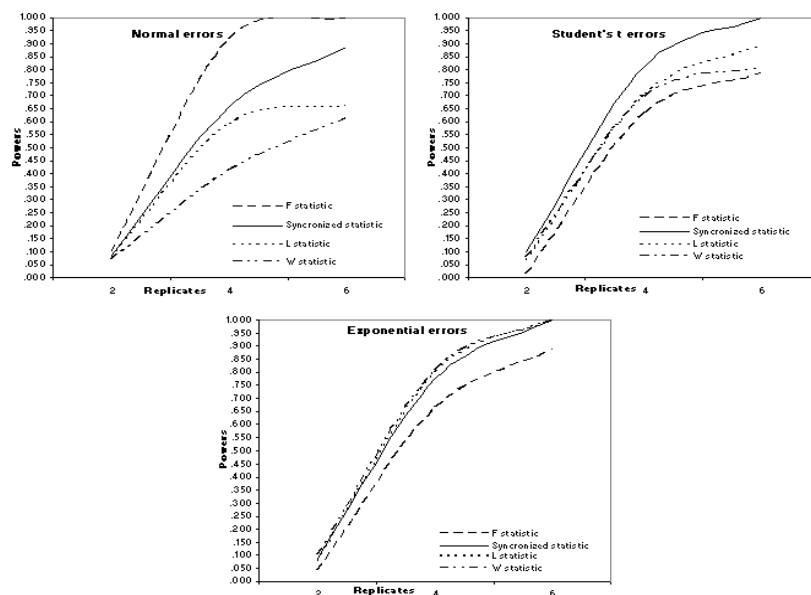 Normal errors
1.000
.950
.900
.850
.800
.750
.700
.650
.600
.550
.500
.450
.400
.350
.300
.250
.200
.150
.100
.050
.000
Powers
F statistic
Syncronized statistic
L statistic
W statistic
2 4 6
Replicates
Student's t errors
1.000
.950
.900
.850
.800
.750
.700
.650
.600
.550
.500
.450
.400
.350
.300
.250
.200
.150
.100
.050
.000
Powers
F statistic
Syncronized statistic
L statistic
W statistic
2 4 6
Replicates
Exponential errors
1.000
.950
.900
.850
.800
.750
.700
.650
.600
.550
.500
.450
.400
.350
.300
.250
.200
.150
.100
.050
.000
Powers
F statistic
Syncronized statistic
L statistic
W statistic
2 4 6
Replicates